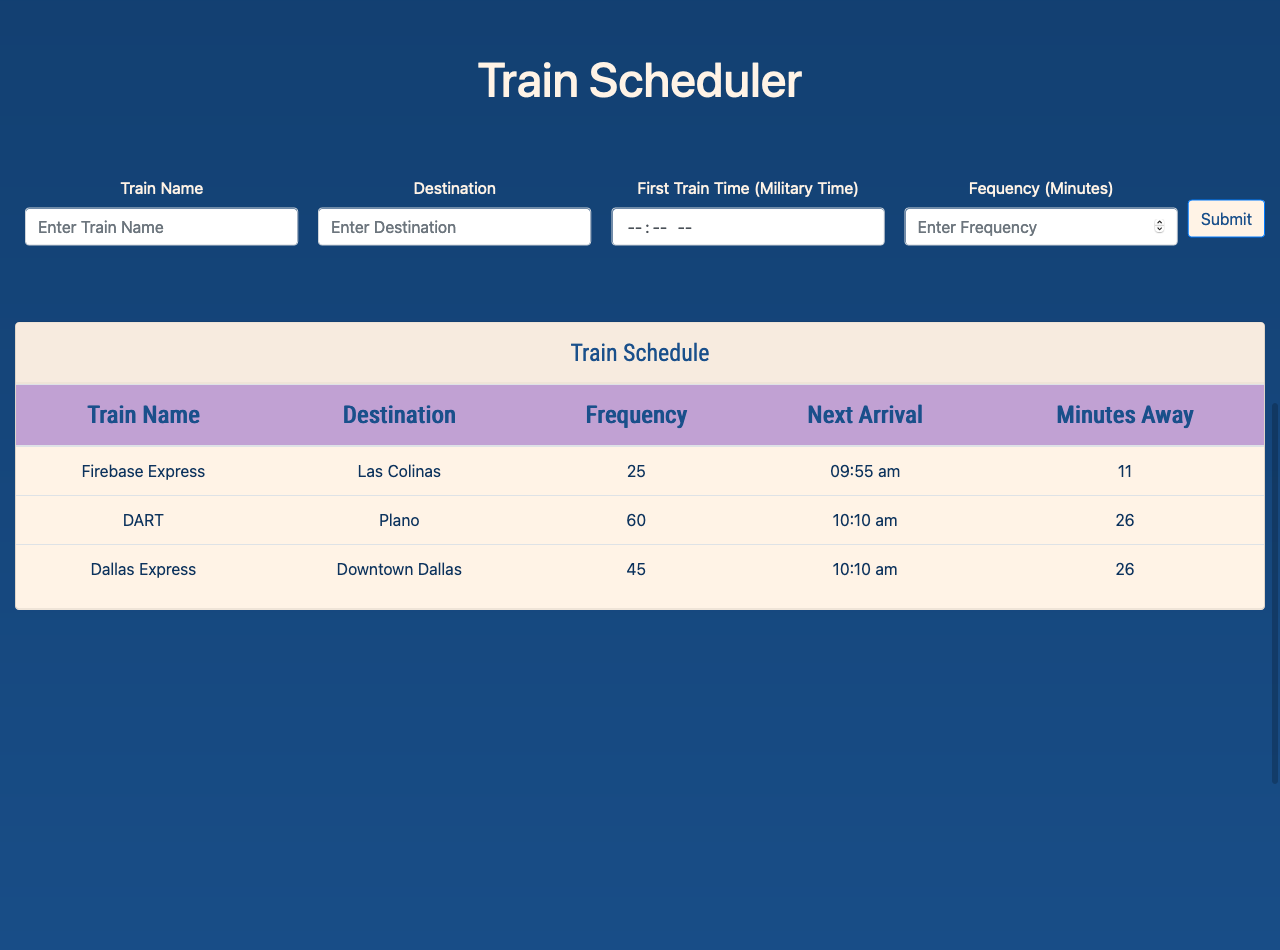 Train Scheduler
Train Name Destination First Train Time (Military Time) Fequency (Minutes)
Enter Train Name Enter Destination --:-- -- Enter Frequency Submit
Train Schedule
Train Name Destination Frequency Next Arrival Minutes Away
Firebase Express Las Colinas 25 09:55 am 11
DART Plano 60 10:10 am 26
Dallas Express Downtown Dallas 45 10:10 am 26